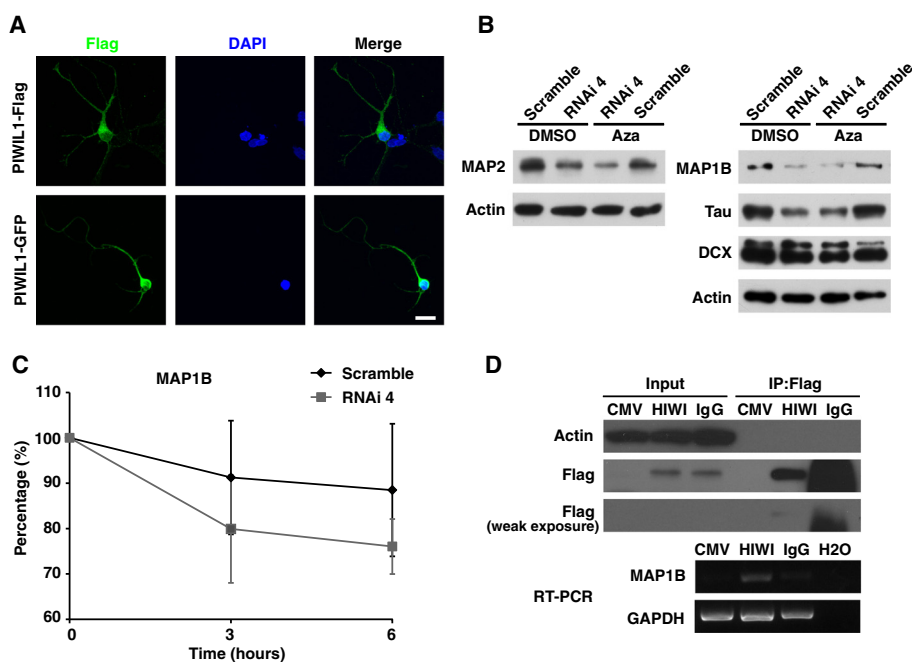 A
Flag DAPI Merge
PIWIL1-Flag
PIWIL1-GFP
B
Scramble RNAi 4 RNAi 4 Scramble
DMSO Aza
MAP2
Actin
Scramble RNAi 4 RNAi 4 Scramble
DMSO Aza
MAP1B
Tau
DCX
Actin
C
MAP1B
Scramble
RNAi 4
Percentage (%)
110
100
90
80
70
60
0 3 6
Time (hours)
D
Input IP:Flag
CMV HIWI IgG CMV HIWI IgG
Actin
Flag
Flag
(weak exposure)
CMV HIWI IgG H2O
RT-PCR
MAP1B
GAPDH